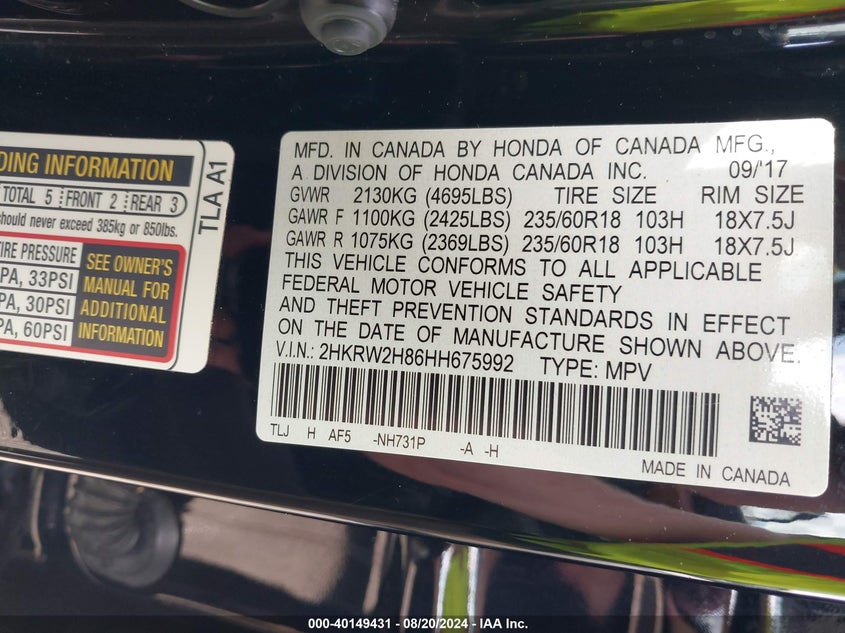 DING INFORMATION
TOTAL 5 FRONT 2 REAR 3
hould never exceed 385kg or 850lbs.
IRE PRESSURE
PA, 33PSI
PA, 30PSI
PA, 60PSI
SEE OWNER'S
MANUAL FOR
ADDITIONAL
INFORMATION
TLA A1
MFD. IN CANADA BY HONDA OF CANADA MFG.,
A DIVISION OF HONDA CANADA INC. 09/'17
GVWR 2130KG (4695LBS) TIRE SIZE RIM SIZE
GAWR F 1100KG (2425LBS) 235/60R18 103H 18X7.5J
GAWR R 1075KG (2369LBS) 235/60R18 103H 18X7.5J
THIS VEHICLE CONFORMS TO ALL APPLICABLE
FEDERAL MOTOR VEHICLE SAFETY
AND THEFT PREVENTION STANDARDS IN EFFECT
ON THE DATE OF MANUFACTURE SHOWN ABOVE.
V.I.N.: 2HKRW2H86HH675992 TYPE: MPV
TLJ H AF5 -NH731P -A -H
MADE IN CANADA
000-40149431 - 08/20/2024 - IAA Inc.